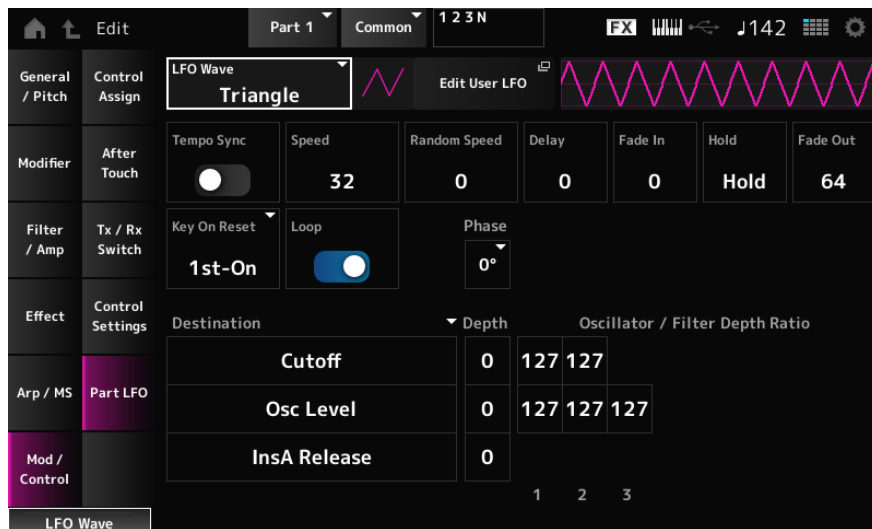 Edit
Part 1
Common
1 2 3 N
FX
♩142
General
/ Pitch
Control
Assign
LFO Wave
Triangle
Edit User LFO
Modifier
After
Touch
Tempo Sync
Speed
32
Random Speed
0
Delay
0
Fade In
0
Hold
Hold
Fade Out
64
Filter
/ Amp
Tx / Rx
Switch
Key On Reset
1st-On
Loop
Phase
0°
Effect
Control
Settings
Destination
Depth
Oscillator / Filter Depth Ratio
Cutoff
0
127 127
Arp / MS
Part LFO
Osc Level
0
127 127 127
Mod /
Control
InsA Release
0
1 2 3
LFO Wave